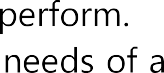 perform.
needs of a